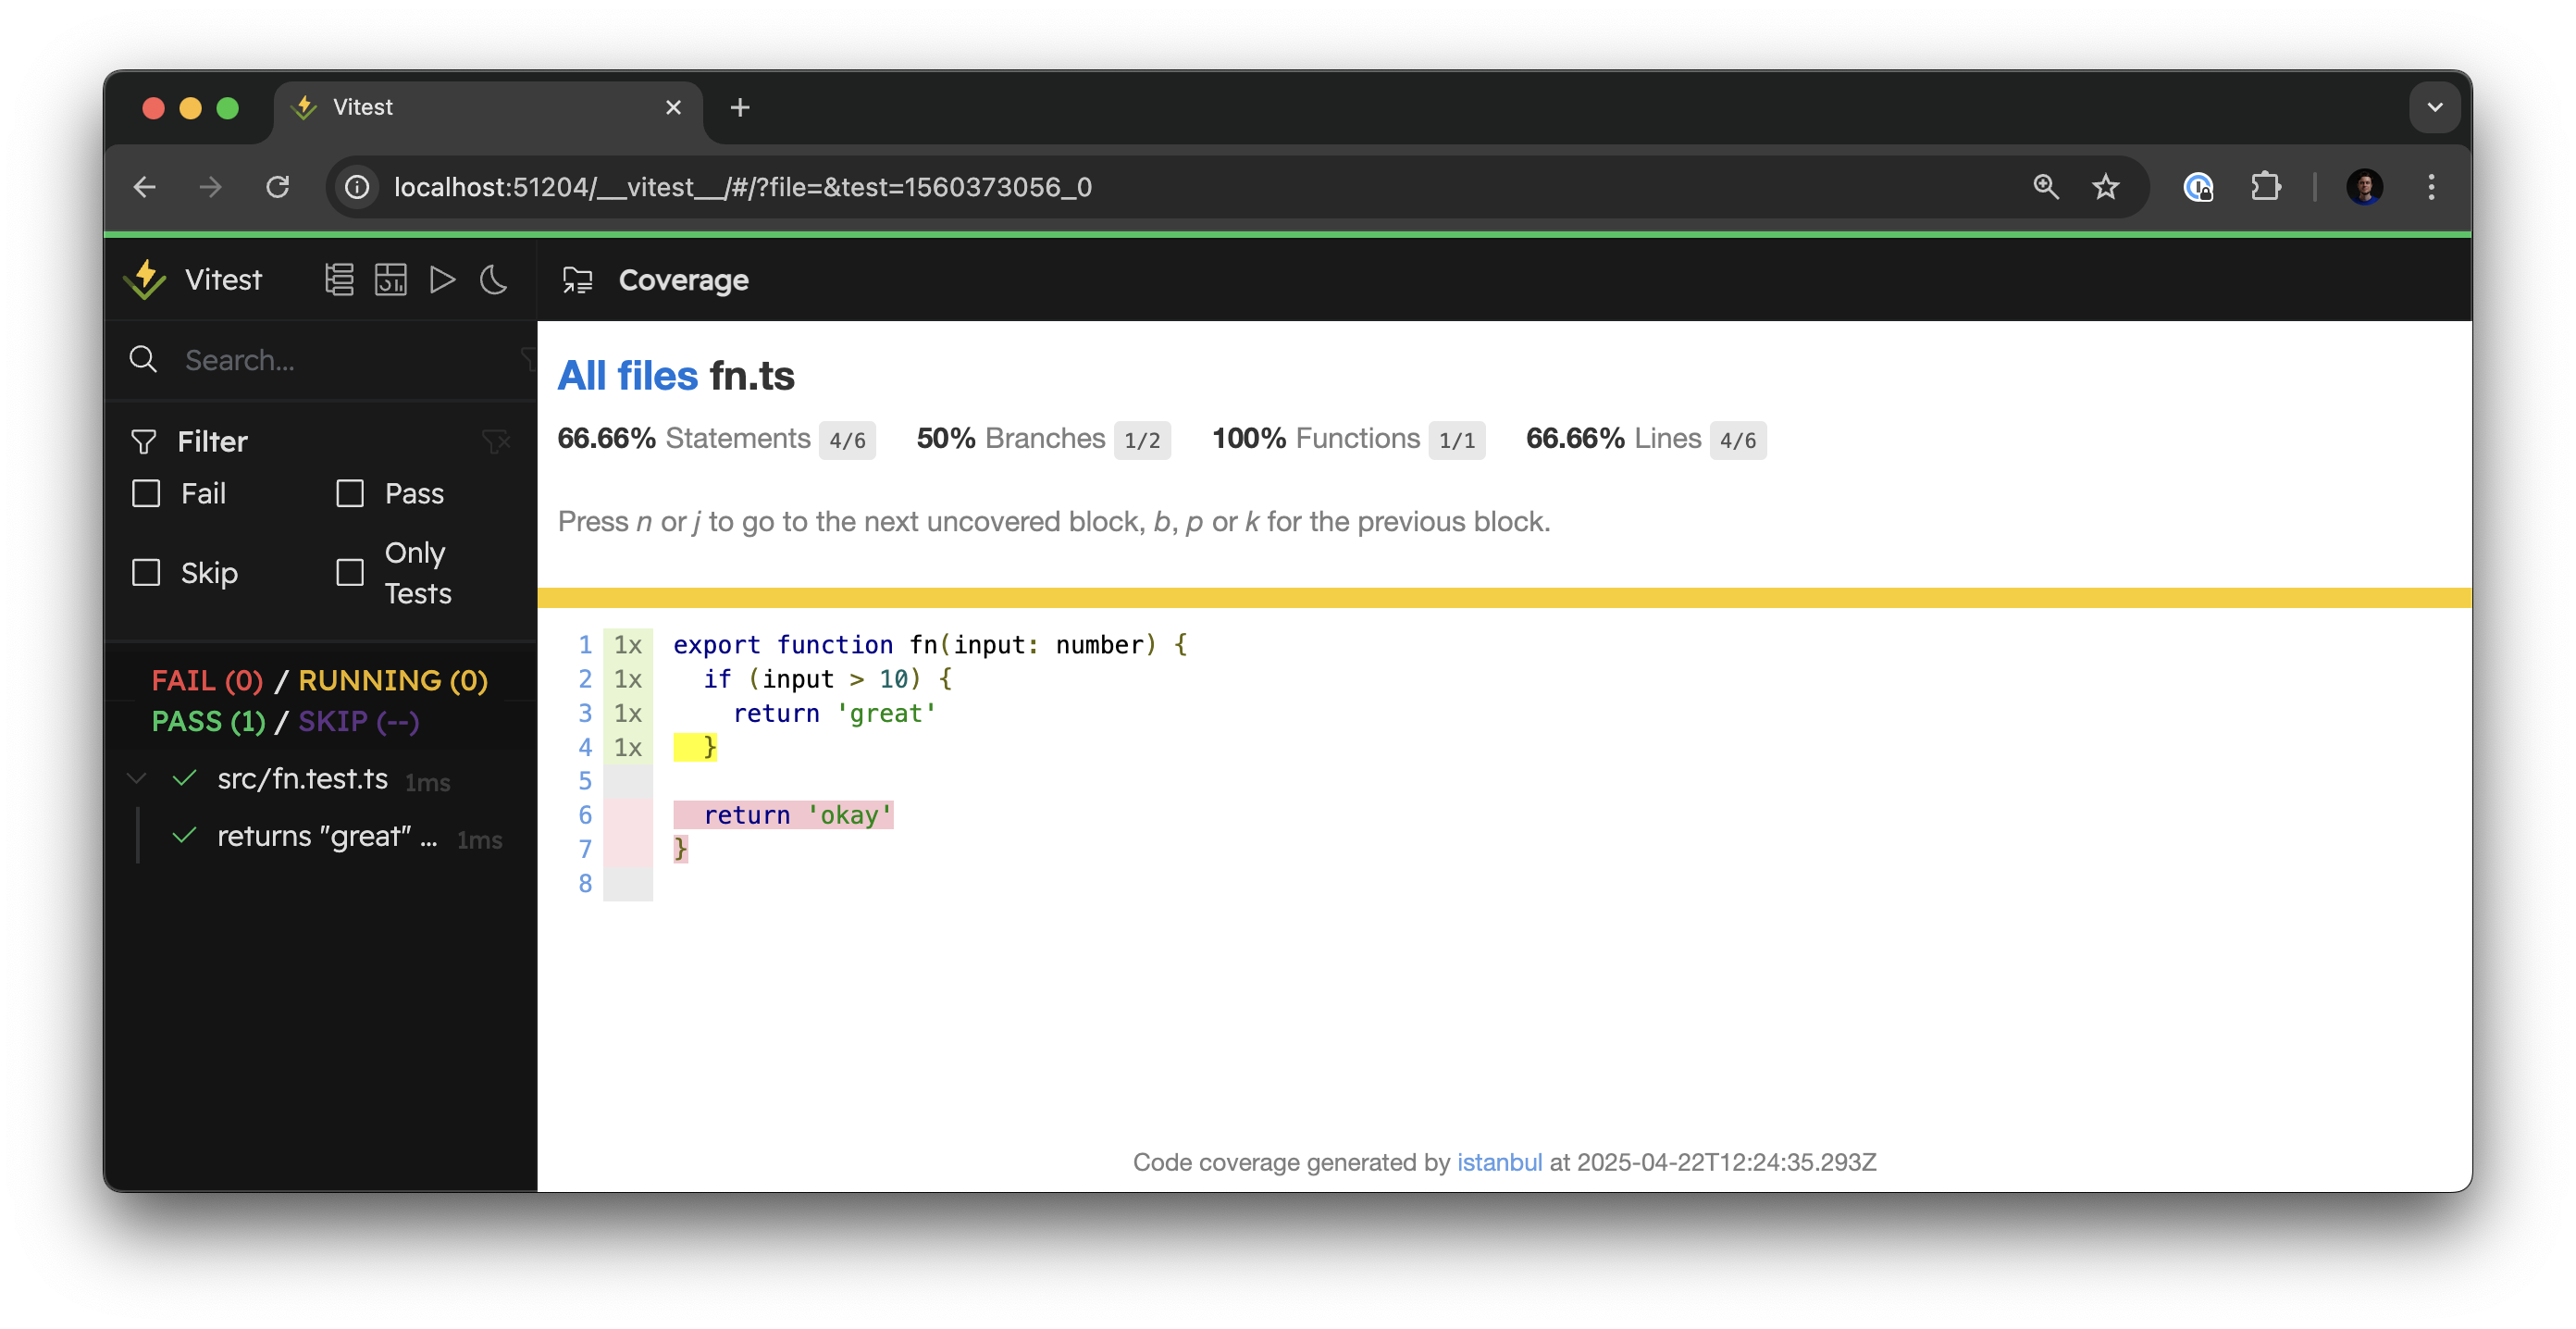 Vitest
localhost:51204/__vitest__/#/?file=&test=1560373056_0
Vitest
Coverage
Search...
Filter
Fail
Pass
Skip
Only Tests
FAIL (0) / RUNNING (0)
PASS (1) / SKIP (--)
src/fn.test.ts 1ms
returns "great" ... 1ms
All files fn.ts
66.66% Statements 4/6 50% Branches 1/2 100% Functions 1/1 66.66% Lines 4/6
Press n or j to go to the next uncovered block, b, p or k for the previous block.
1 1x export function fn(input: number) {
2 1x   if (input > 10) {
3 1x     return 'great'
4 1x   }
5
6   return 'okay'
7 }
8
Code coverage generated by istanbul at 2025-04-22T12:24:35.293Z